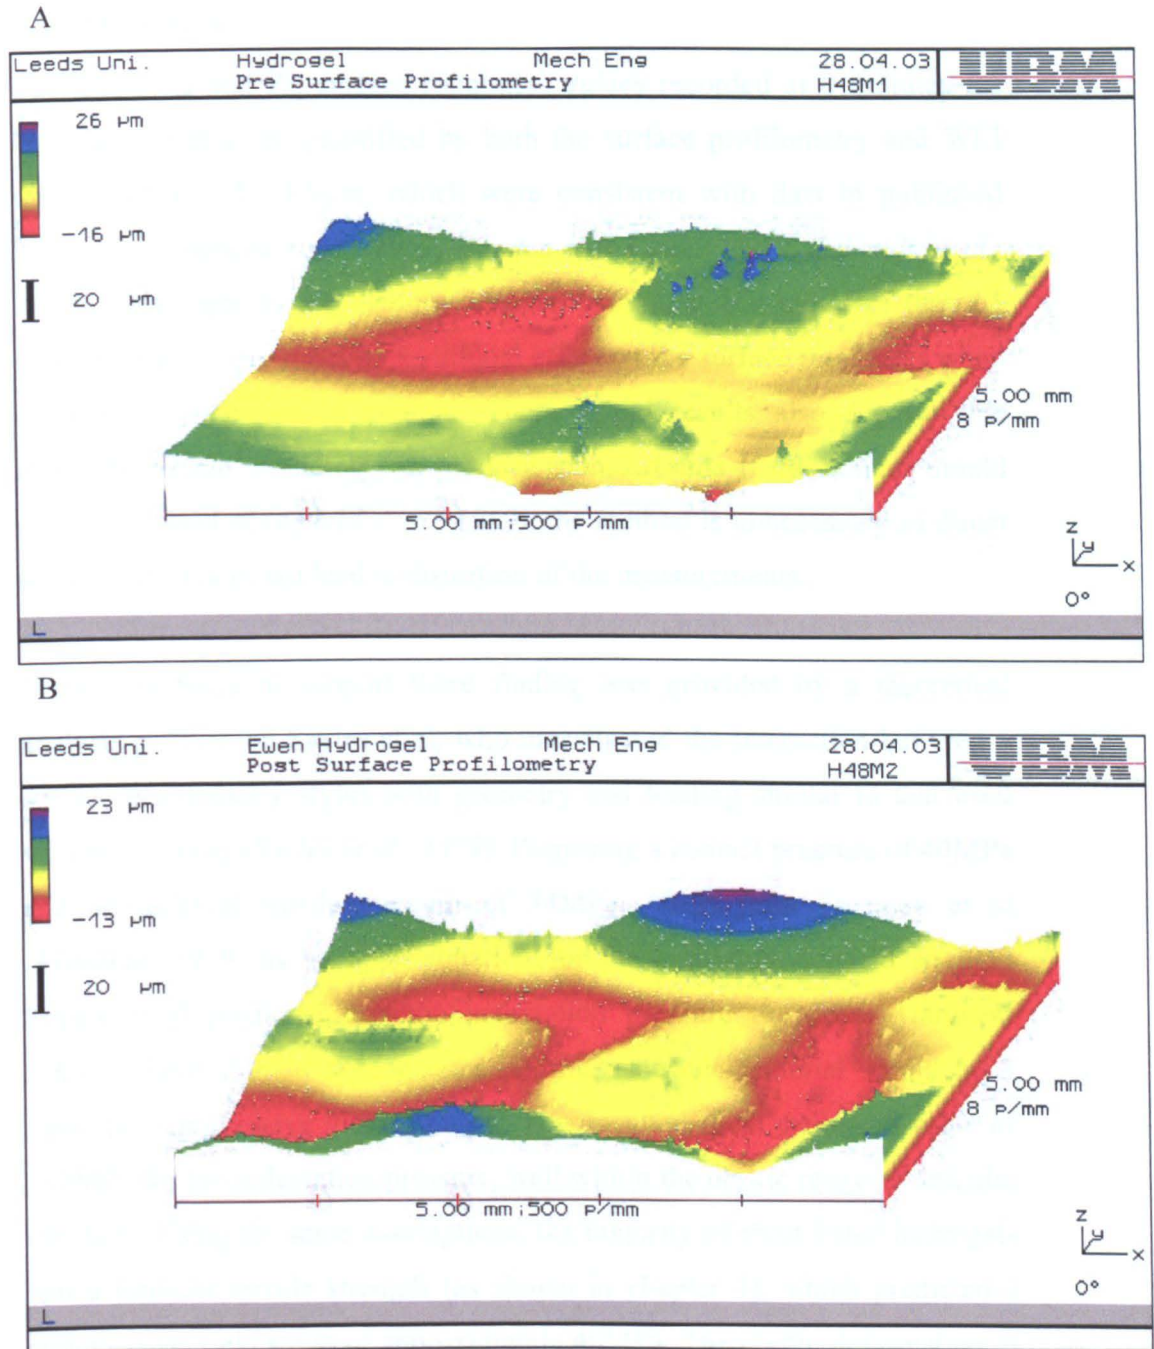 A
Leeds Uni. Hydrogel Mech Eng 28.04.03 UBM
Pre Surface Profilometry H48M1
26 µm
-16 µm
20 µm
5.00 mm
8 P/mm
5.00 mm;500 P/mm
z
y
x
0°
L
B
Leeds Uni. Ewen Hydrogel Mech Eng 28.04.03 UBM
Post Surface Profilometry H48M2
23 µm
-13 µm
20 µm
5.00 mm
8 P/mm
5.00 mm;500 P/mm
z
y
x
0°
L